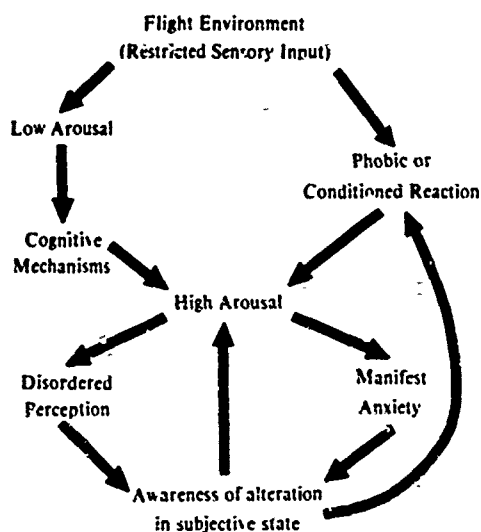 Flight Environment
(Restricted Sensory Input)
Low Arousal
Phobic or
Conditioned Reaction
Cognitive
Mechanisms
High Arousal
Disordered
Perception
Manifest
Anxiety
Awareness of alteration
in subjective state